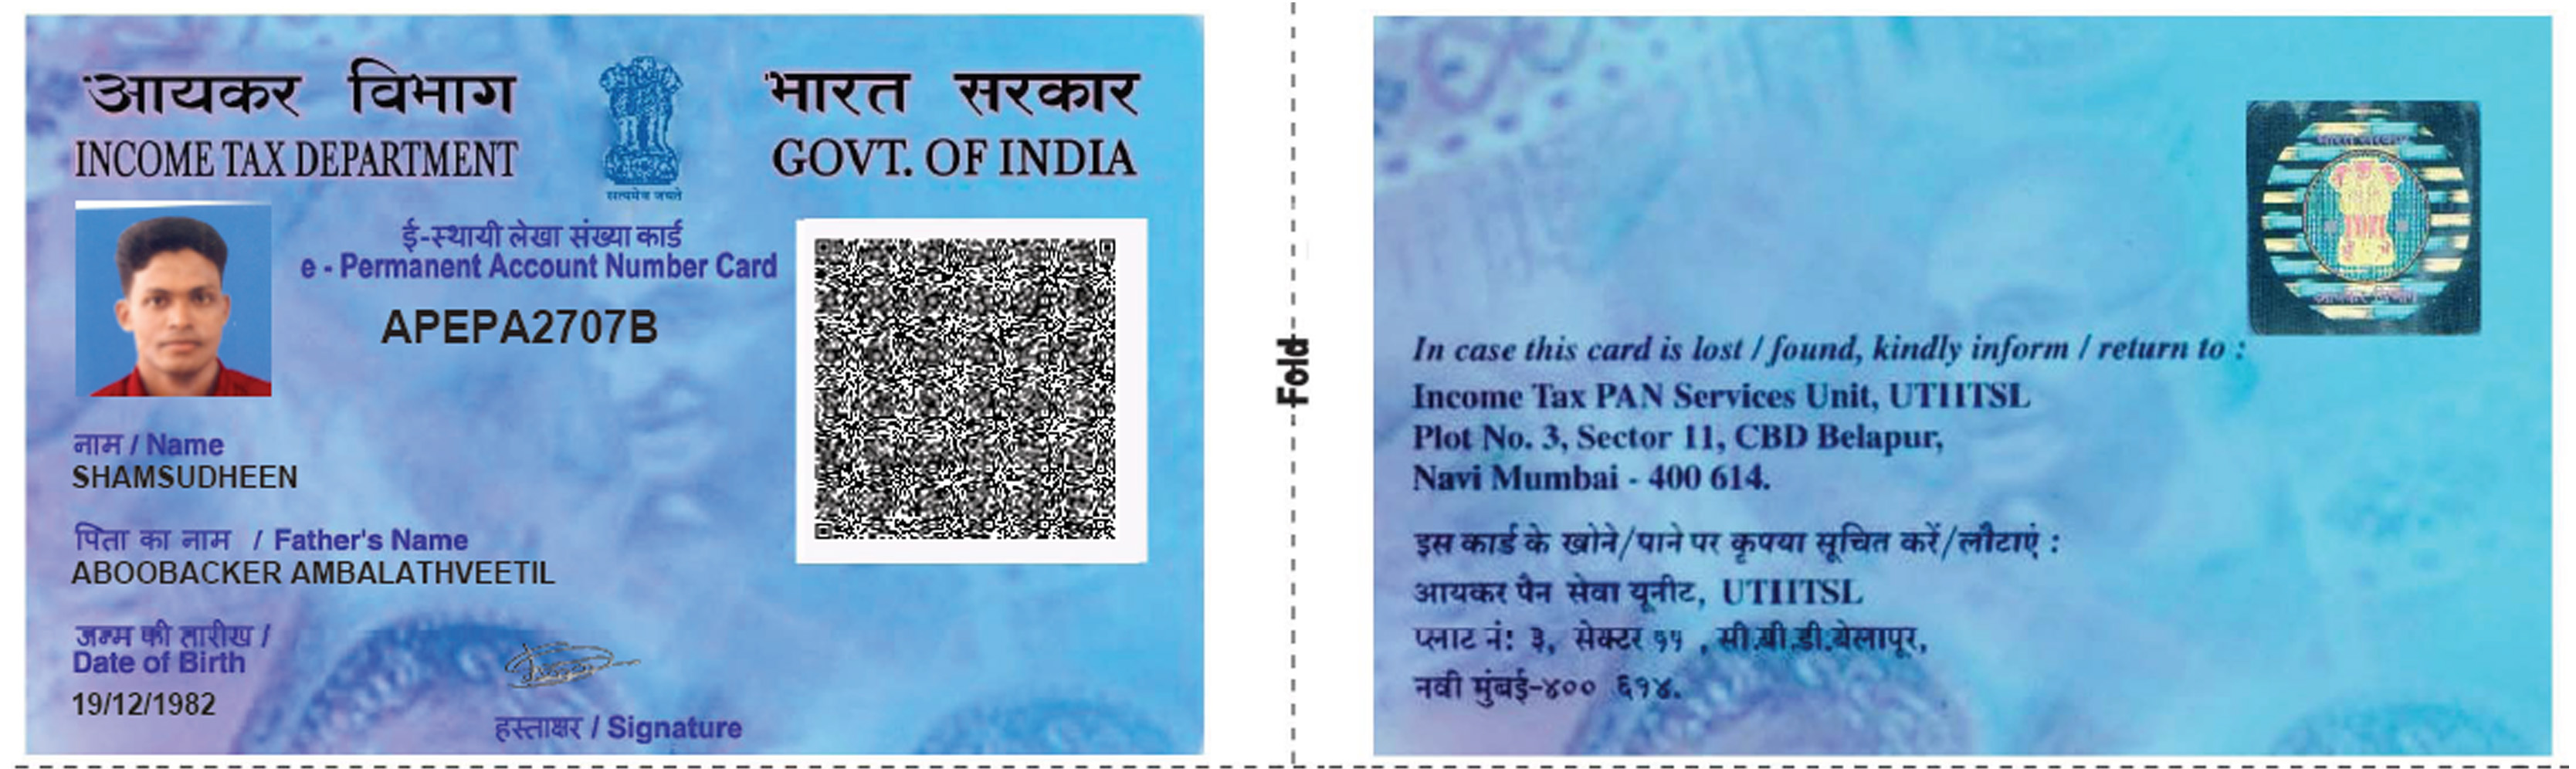 आयकर विभाग
INCOME TAX DEPARTMENT
सत्यमेव जयते
भारत सरकार
GOVT. OF INDIA
ई-स्थायी लेखा संख्या कार्ड
e - Permanent Account Number Card
APEPA2707B
नाम / Name
SHAMSUDHEEN
पिता का नाम / Father's Name
ABOOBACKER AMBALATHVEETIL
जन्म की तारीख /
Date of Birth
19/12/1982
हस्ताक्षर / Signature
Fold
भारत सरकार
आयकर विभाग
In case this card is lost / found, kindly inform / return to :
Income Tax PAN Services Unit, UTIITSL
Plot No. 3, Sector 11, CBD Belapur,
Navi Mumbai - 400 614.
इस कार्ड के खोने/पाने पर कृपया सूचित करें/लौटाएं :
आयकर पैन सेवा यूनीट, UTIITSL
प्लाट नं: ३, सेक्टर ११ , सी.बी.डी.बेलापूर,
नवी मुंबई-४०० ६१४.